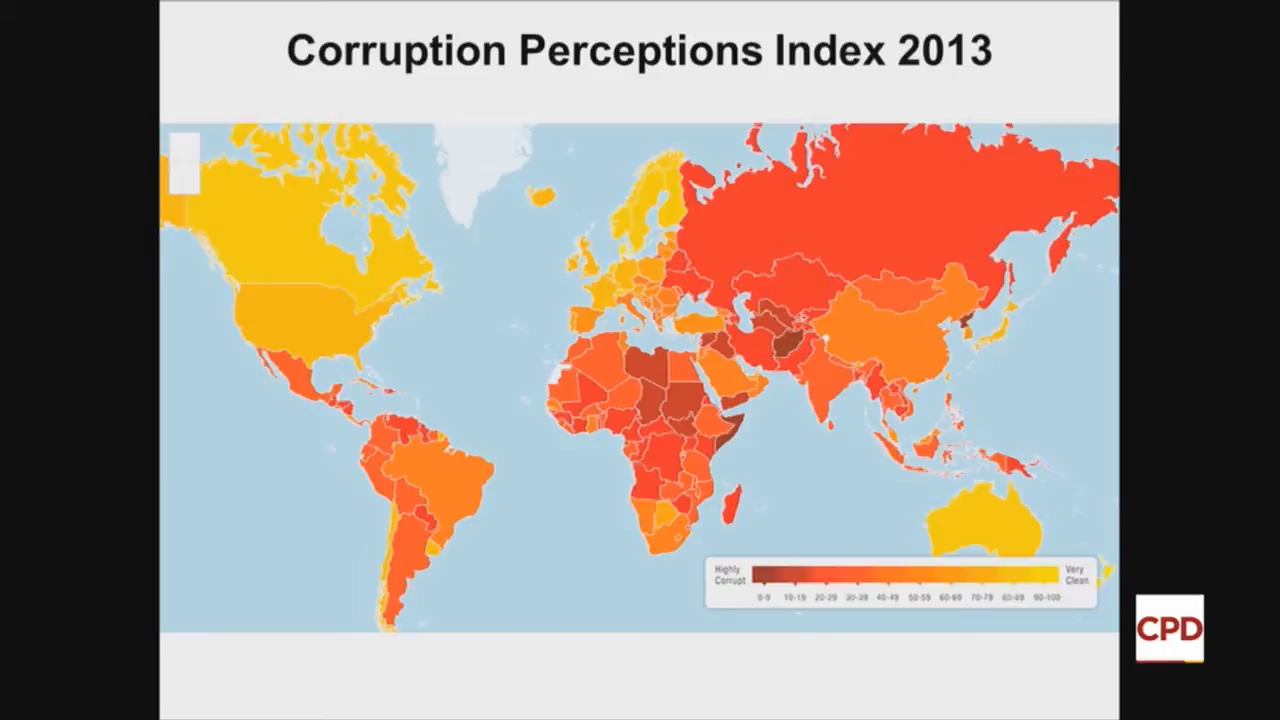 Corruption Perceptions Index 2013
Highly
Corrupt
Very
Clean
0-9 10-19 20-29 30-39 40-49 50-59 60-69 70-79 80-89 90-100
CPD